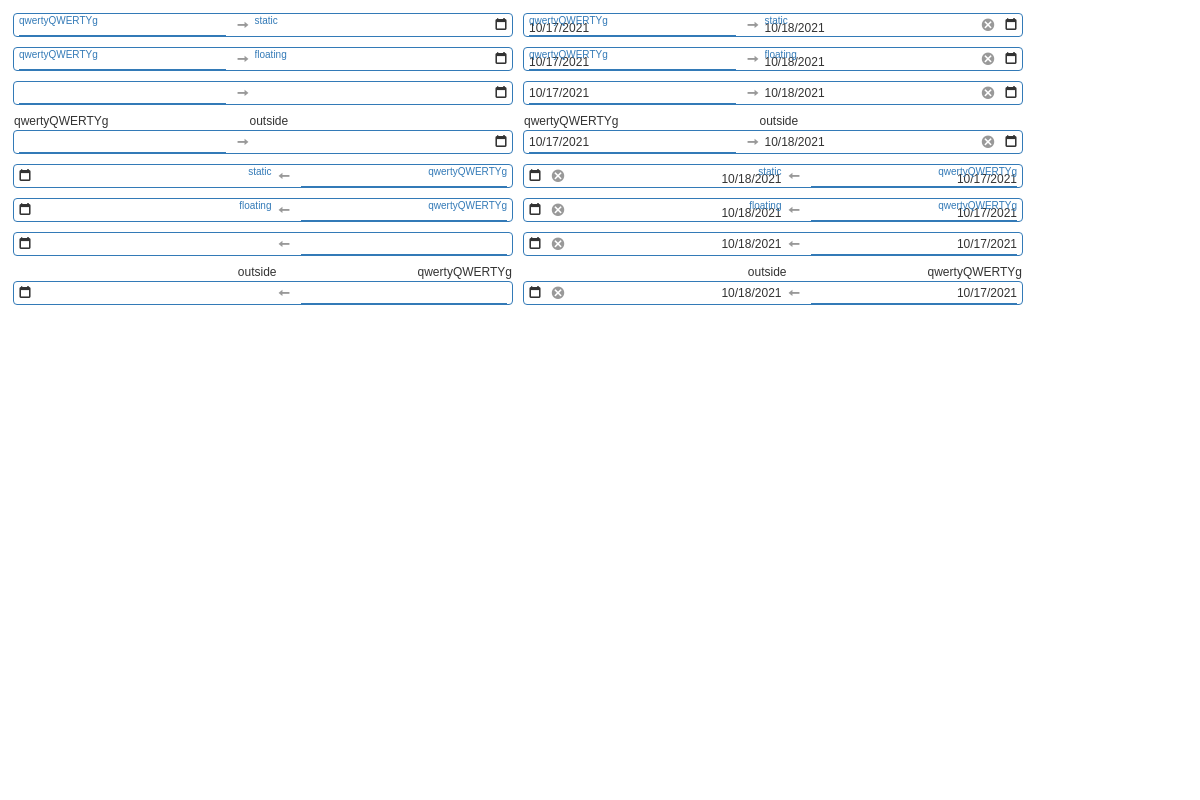 qwertyQWERTYg static qwertyQWERTYg static
10/17/2021 10/18/2021
qwertyQWERTYg floating qwertyQWERTYg floating
10/17/2021 10/18/2021
10/17/2021 10/18/2021
qwertyQWERTYg outside qwertyQWERTYg outside
10/17/2021 10/18/2021
static qwertyQWERTYg static qwertyQWERTYg
10/18/2021 10/17/2021
floating qwertyQWERTYg floating qwertyQWERTYg
10/18/2021 10/17/2021
10/18/2021 10/17/2021
outside qwertyQWERTYg outside qwertyQWERTYg
10/18/2021 10/17/2021